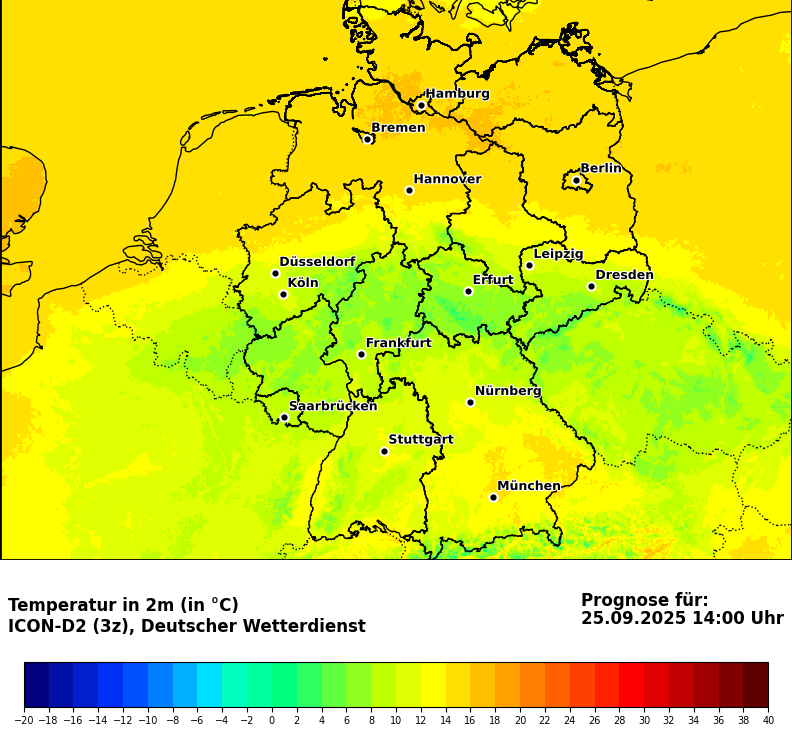 Hamburg
Bremen
Berlin
Hannover
Leipzig
Düsseldorf
Dresden
Köln
Erfurt
Frankfurt
Nürnberg
Saarbrücken
Stuttgart
München
Temperatur in 2m (in °C)
ICON-D2 (3z), Deutscher Wetterdienst
Prognose für:
25.09.2025 14:00 Uhr
−20 −18 −16 −14 −12 −10 −8 −6 −4 −2 0 2 4 6 8 10 12 14 16 18 20 22 24 26 28 30 32 34 36 38 40